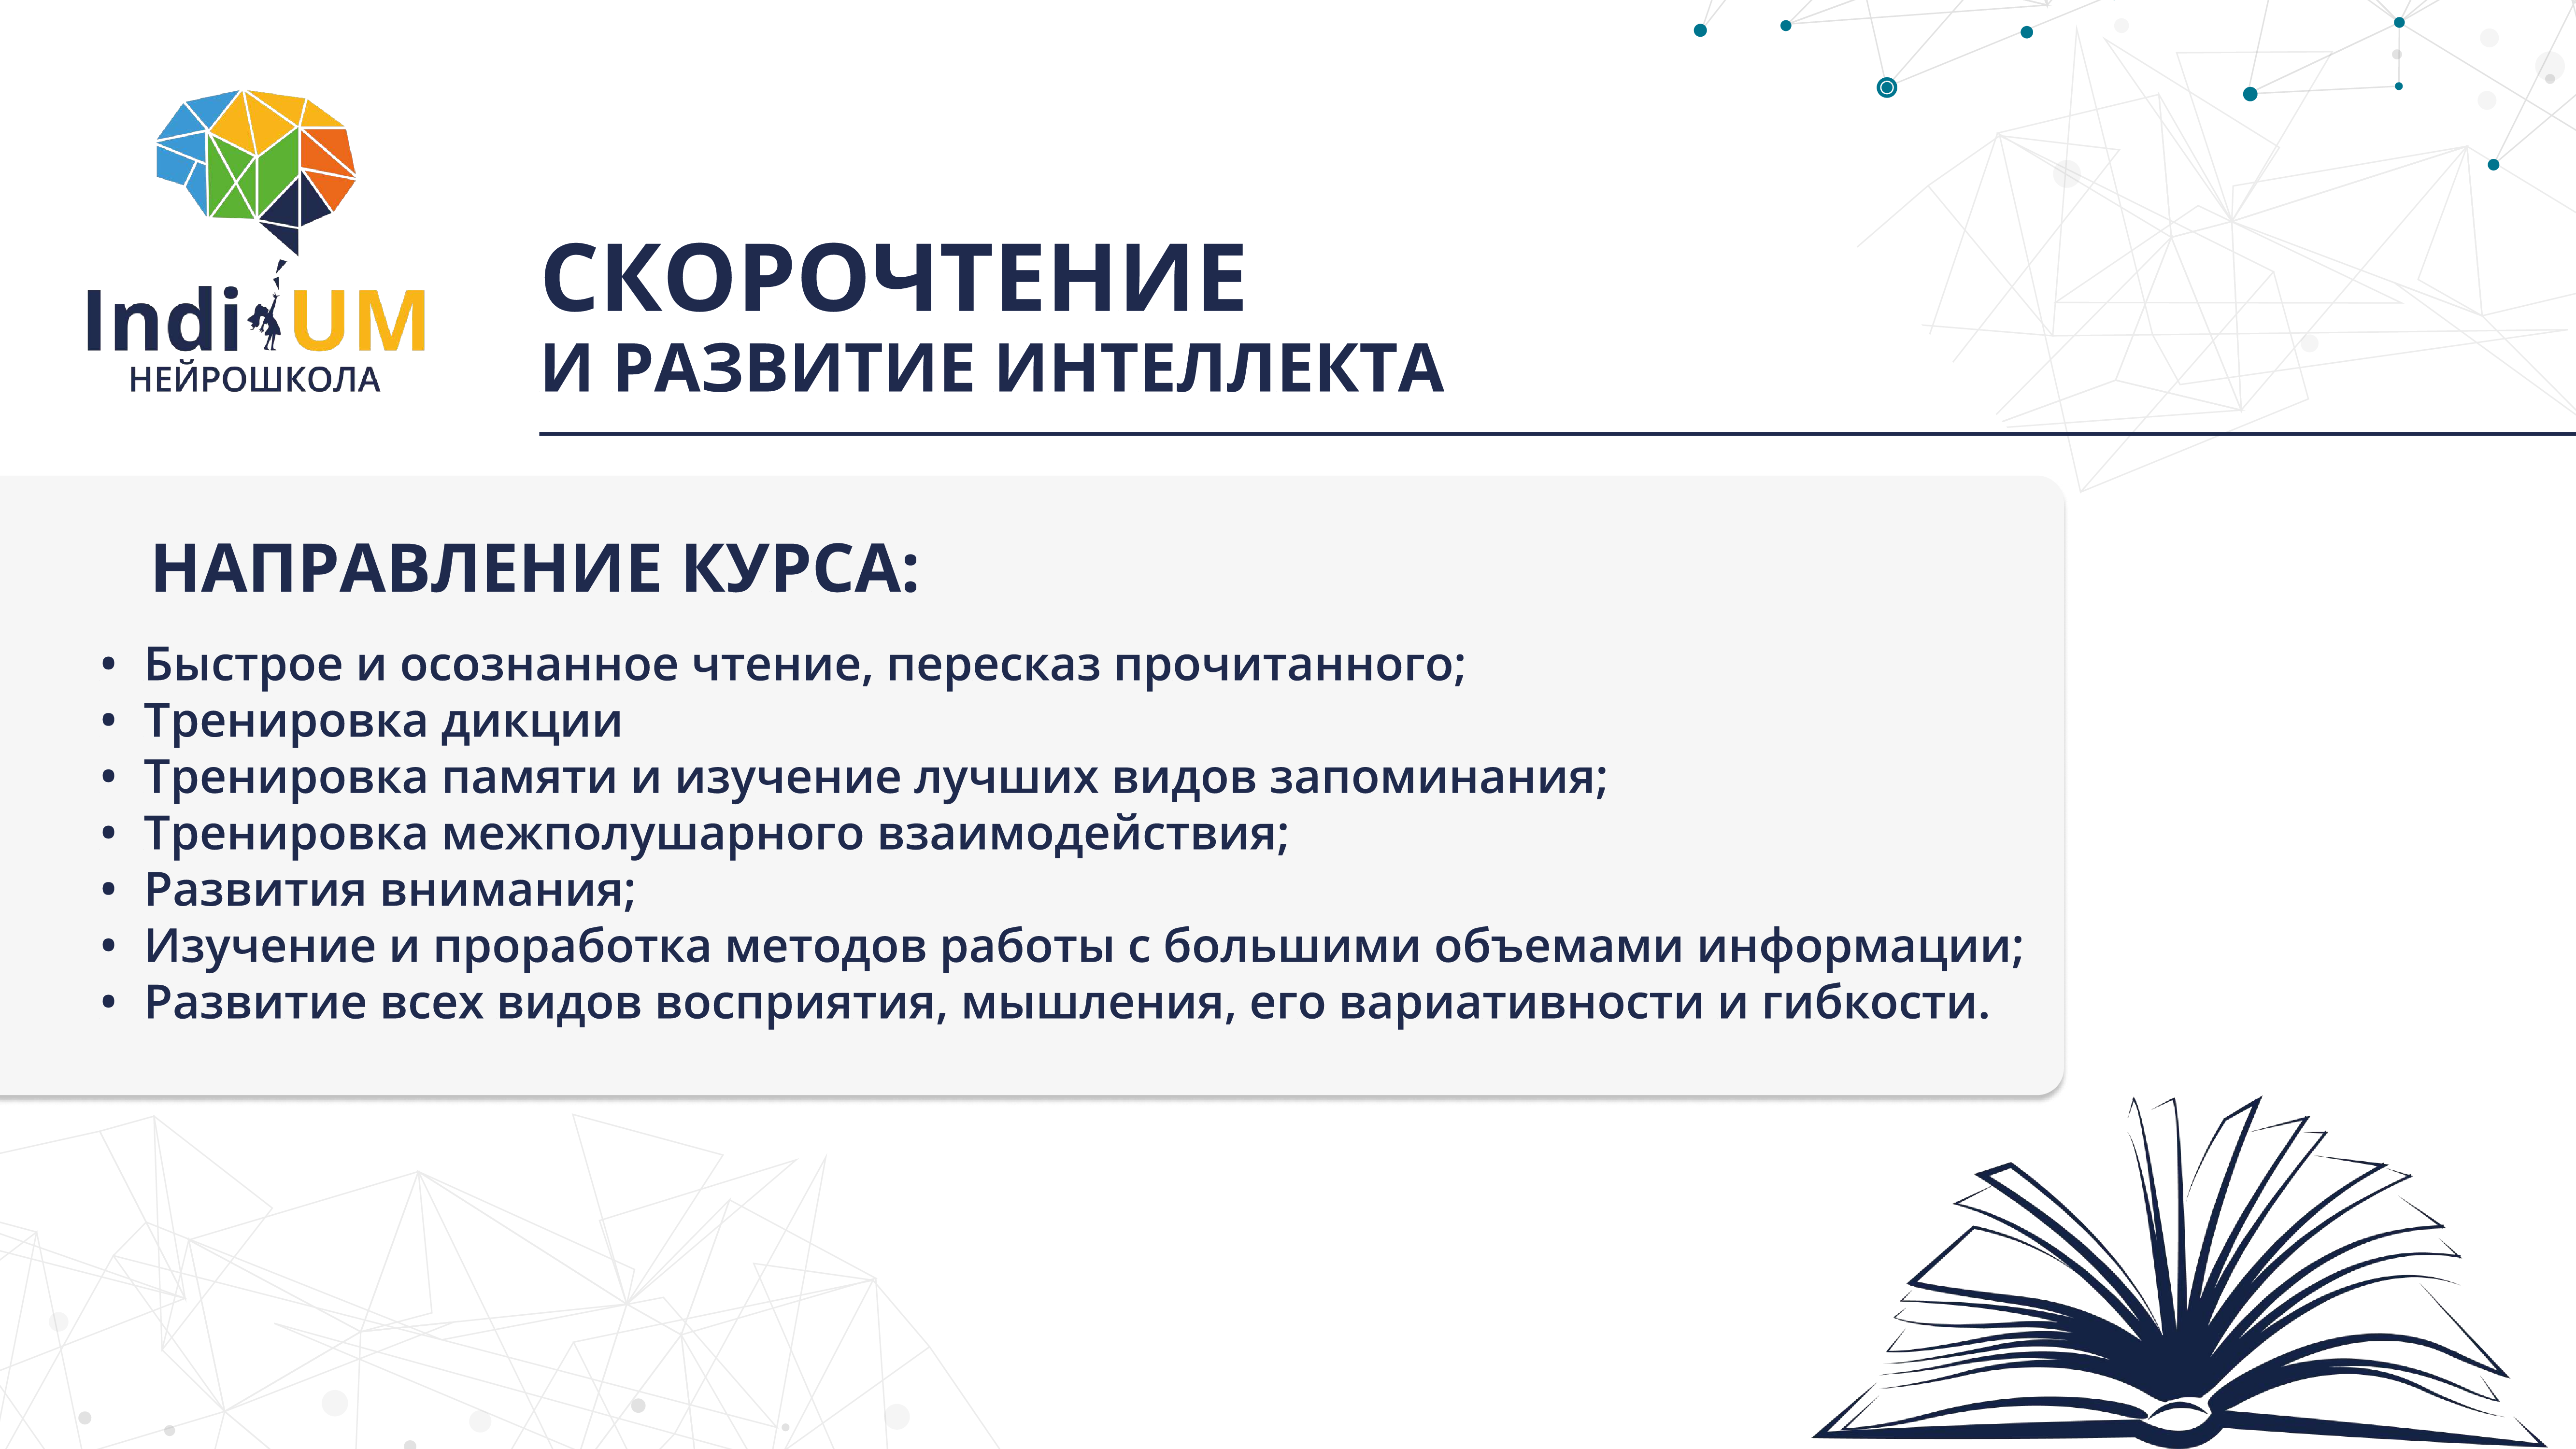 IndiUM
НЕЙРОШКОЛА
СКОРОЧТЕНИЕ
И РАЗВИТИЕ ИНТЕЛЛЕКТА
НАПРАВЛЕНИЕ КУРСА:
• Быстрое и осознанное чтение, пересказ прочитанного;
• Тренировка дикции
• Тренировка памяти и изучение лучших видов запоминания;
• Тренировка межполушарного взаимодействия;
• Развития внимания;
• Изучение и проработка методов работы с большими объемами информации;
• Развитие всех видов восприятия, мышления, его вариативности и гибкости.